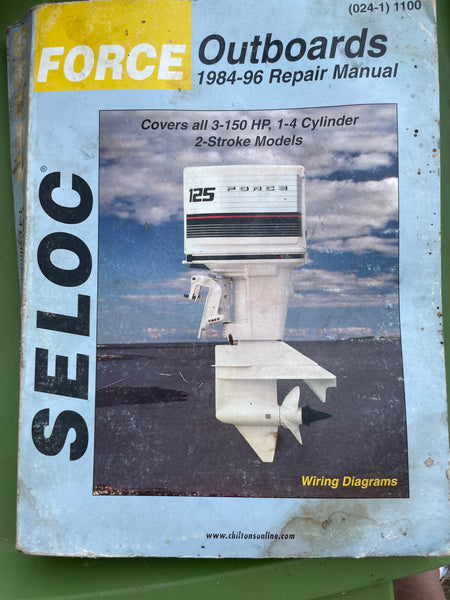 (024-1) 1100
FORCE Outboards
1984-96 Repair Manual
Covers all 3-150 HP, 1-4 Cylinder
2-Stroke Models
SELOC®
125 FORCE
Wiring Diagrams
www.chiltonsonline.com